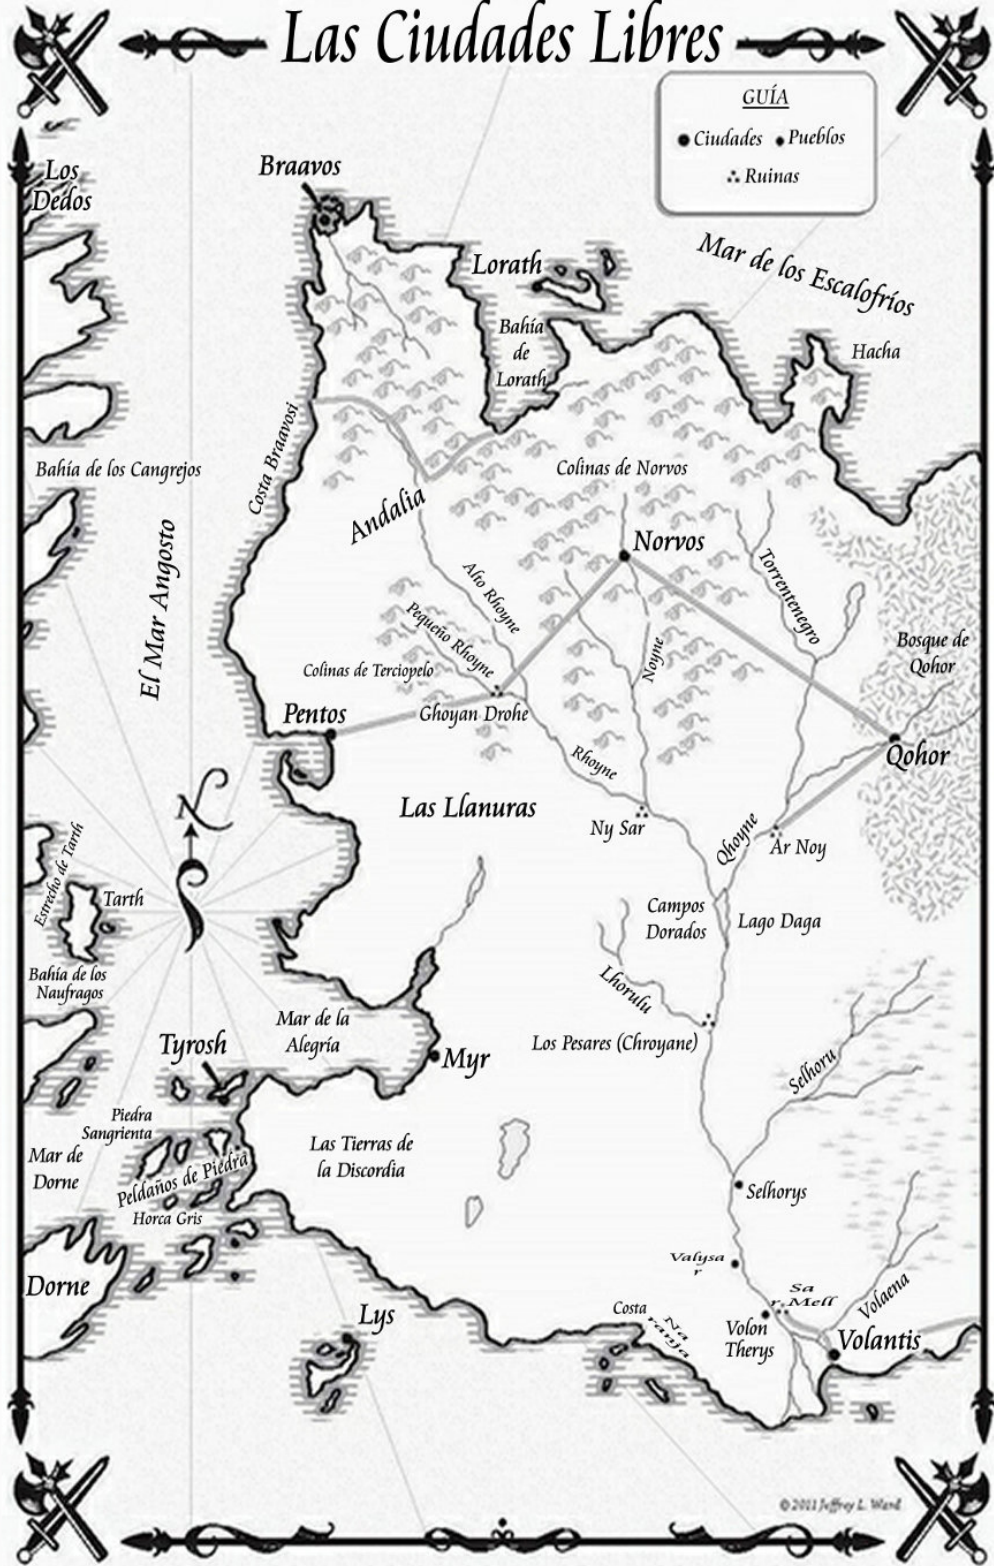 Las Ciudades Libres
GUÍA
Ciudades
Pueblos
Ruinas
Los
Dedos
Braavos
Lorath
Mar de los Escalofríos
Bahía
de
Lorath
Hacha
Costa Braavosi
Bahía de los Cangrejos
Colinas de Norvos
Andalia
El Mar Angosto
Norvos
Alto Rhoyne
Torrentenegro
Pequeño Rhoyne
Noyne
Bosque de
Qohor
Colinas de Terciopelo
Pentos
Ghoyan Drohe
Qohor
Rhoyne
Las Llanuras
Ny Sar
Qhoyne
Ar Noy
Estrecho de Tarth
Tarth
Campos
Dorados
Lago Daga
Bahía de los
Naufragos
Lhorulu
Mar de la
Alegría
Los Pesares (Chroyane)
Tyrosh
Myr
Selhoru
Piedra
Sangrienta
Mar de
Dorne
Las Tierras de
la Discordia
Peldaños de Piedra
Horca Gris
Selhorys
Valysa
r
Dorne
Sa
r Mell
Volaena
Lys
Costa
Na
ranja
Volon
Therys
Volantis
© 2011 Jeffrey L. Ward